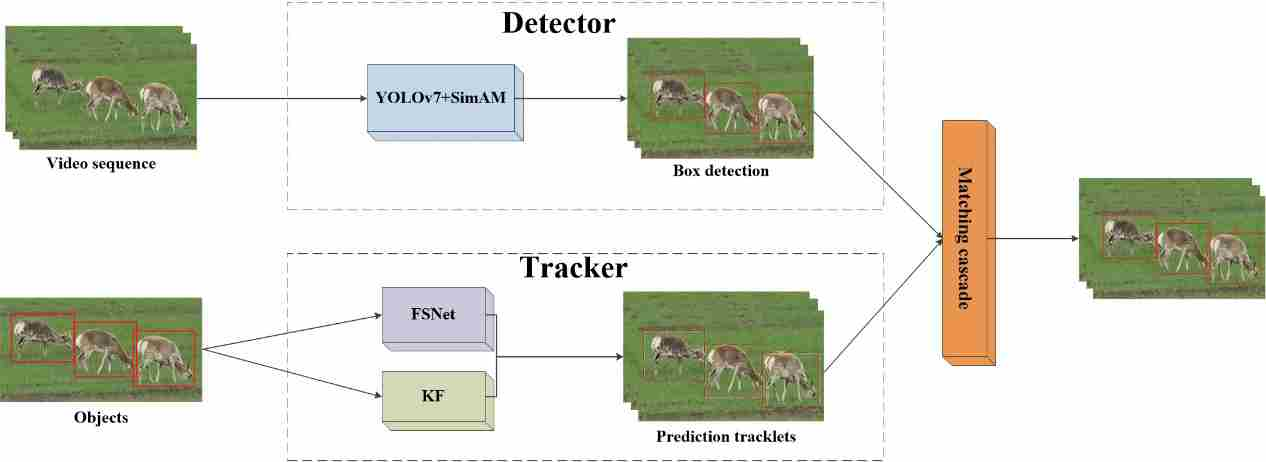 Detector
YOLOv7+SimAM
Video sequence
Box detection
Matching cascade
Tracker
FSNet
KF
Objects
Prediction tracklets